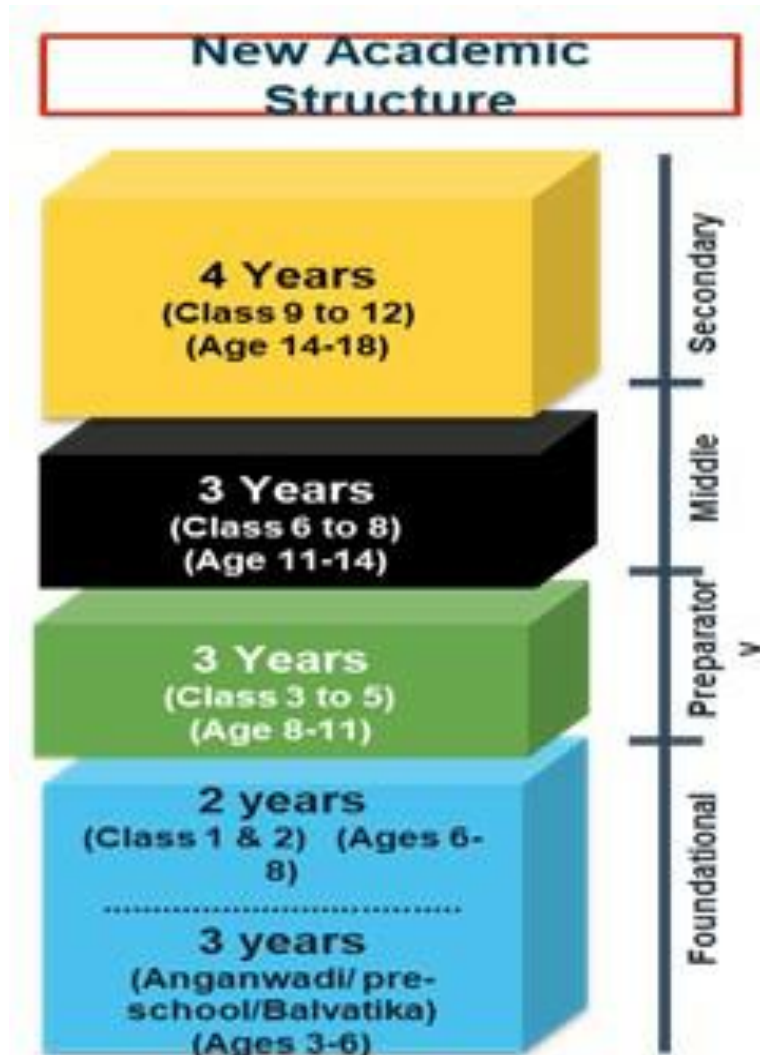 New Academic
Structure
4 Years
(Class 9 to 12)
(Age 14-18)
Secondary
3 Years
(Class 6 to 8)
(Age 11-14)
Middle
3 Years
(Class 3 to 5)
(Age 8-11)
Preparator
y
2 years
(Class 1 & 2) (Ages 6-
8)
...................................
3 years
(Anganwadi/ pre-
school/Balvatika)
(Ages 3-6)
Foundational